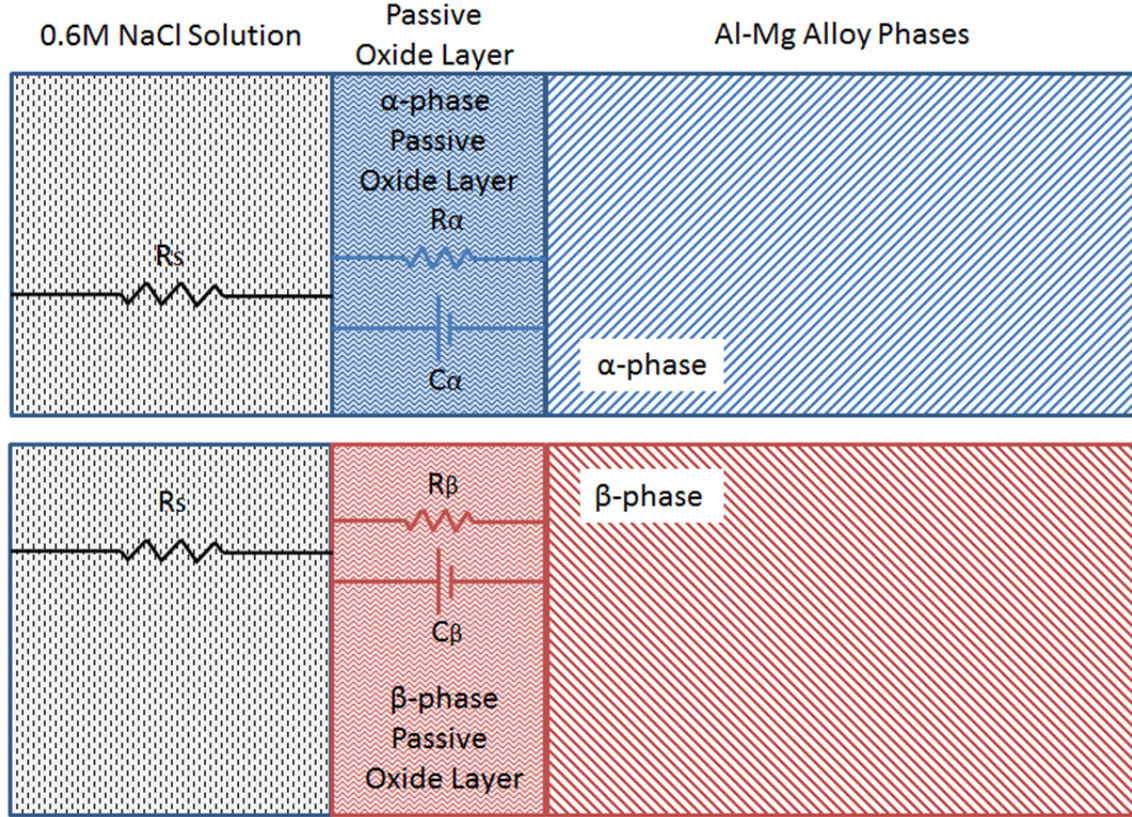 0.6M NaCl Solution
Passive
Oxide Layer
Al-Mg Alloy Phases
α-phase
Passive
Oxide Layer
Rα
Rs
Cα
α-phase
Rs
Rβ
β-phase
Cβ
β-phase
Passive
Oxide Layer